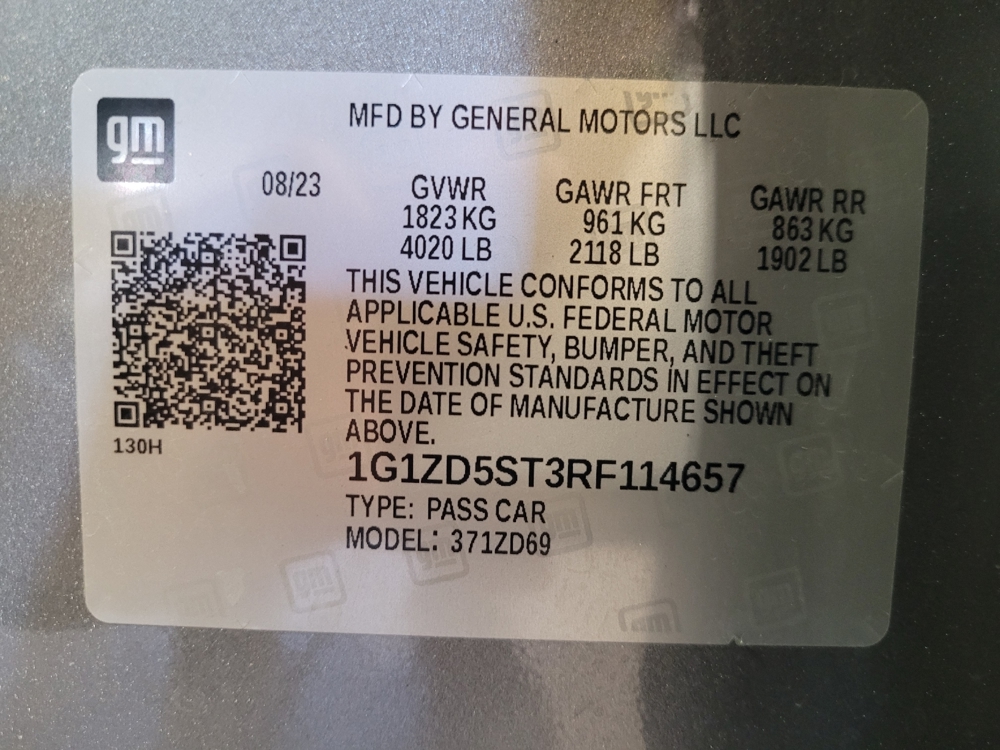 gm
MFD BY GENERAL MOTORS LLC
08/23
GVWR
1823 KG
4020 LB
GAWR FRT
961 KG
2118 LB
GAWR RR
863 KG
1902 LB
THIS VEHICLE CONFORMS TO ALL
APPLICABLE U.S. FEDERAL MOTOR
VEHICLE SAFETY, BUMPER, AND THEFT
PREVENTION STANDARDS IN EFFECT ON
THE DATE OF MANUFACTURE SHOWN
ABOVE.
130H
1G1ZD5ST3RF114657
TYPE: PASS CAR
MODEL: 371ZD69